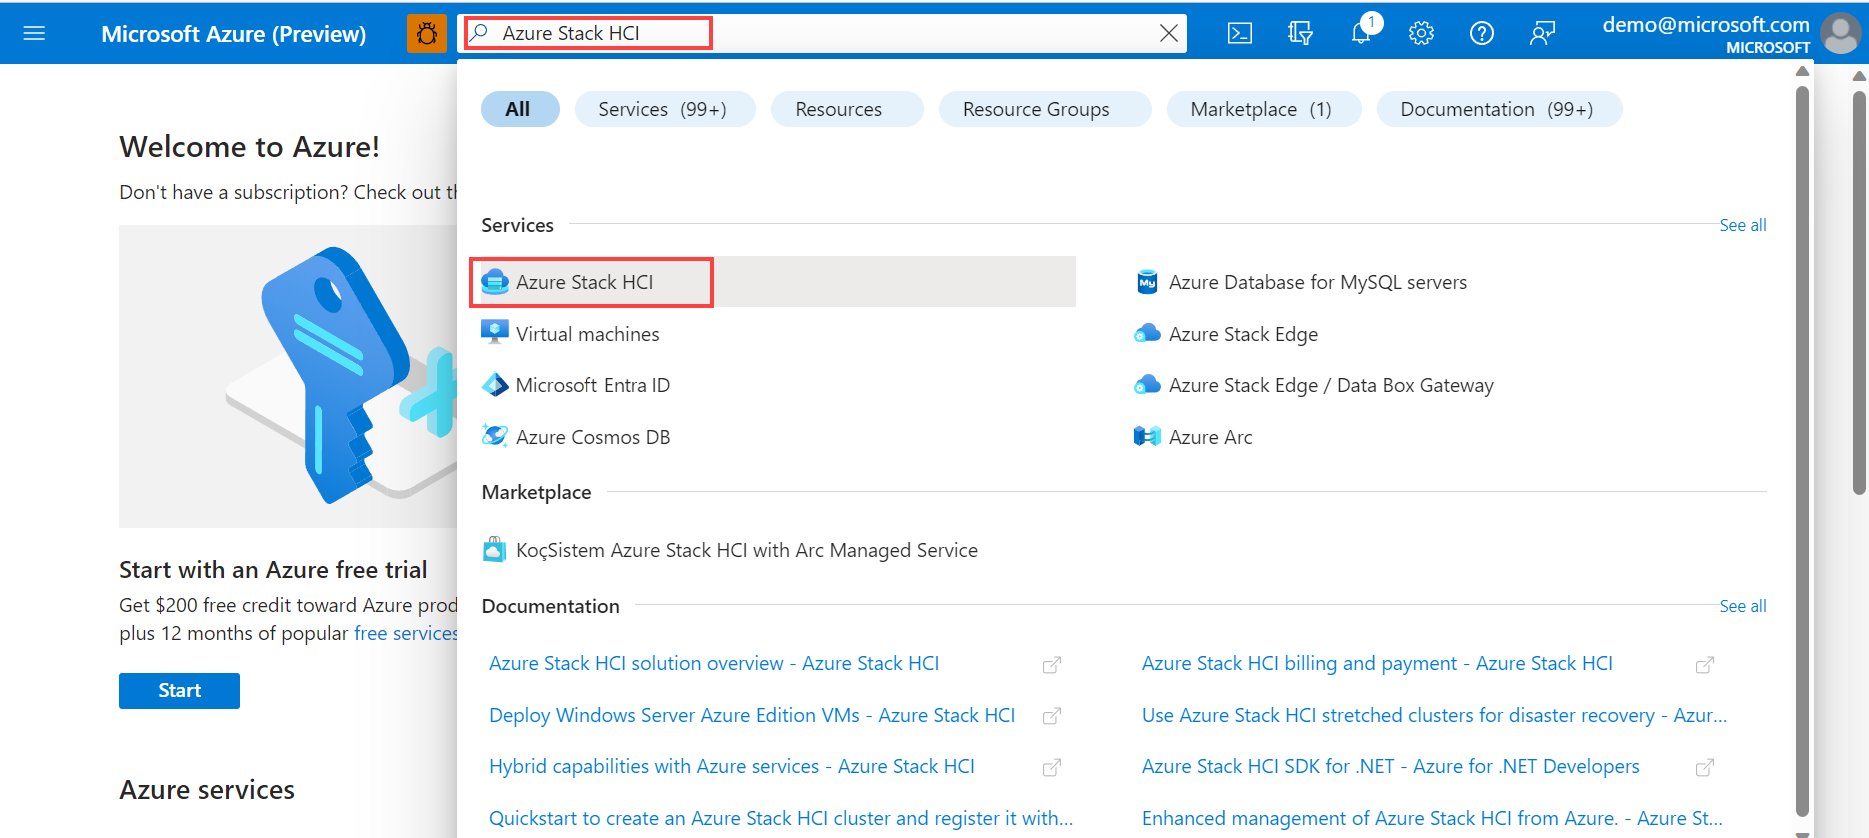 Microsoft Azure (Preview)
Azure Stack HCI
1
demo@microsoft.com
MICROSOFT
All
Services (99+)
Resources
Resource Groups
Marketplace (1)
Documentation (99+)
Welcome to Azure!
Don't have a subscription? Check out th
Start with an Azure free trial
Get $200 free credit toward Azure prod
plus 12 months of popular free services
Start
Azure services
Services
See all
Azure Stack HCI
Virtual machines
Microsoft Entra ID
Azure Cosmos DB
My
Azure Database for MySQL servers
Azure Stack Edge
Azure Stack Edge / Data Box Gateway
Azure Arc
Marketplace
KoçSistem Azure Stack HCI with Arc Managed Service
Documentation
See all
Azure Stack HCI solution overview - Azure Stack HCI
Azure Stack HCI billing and payment - Azure Stack HCI
Deploy Windows Server Azure Edition VMs - Azure Stack HCI
Use Azure Stack HCI stretched clusters for disaster recovery - Azur...
Hybrid capabilities with Azure services - Azure Stack HCI
Azure Stack HCI SDK for .NET - Azure for .NET Developers
Quickstart to create an Azure Stack HCI cluster and register it with...
Enhanced management of Azure Stack HCI from Azure. - Azure St...